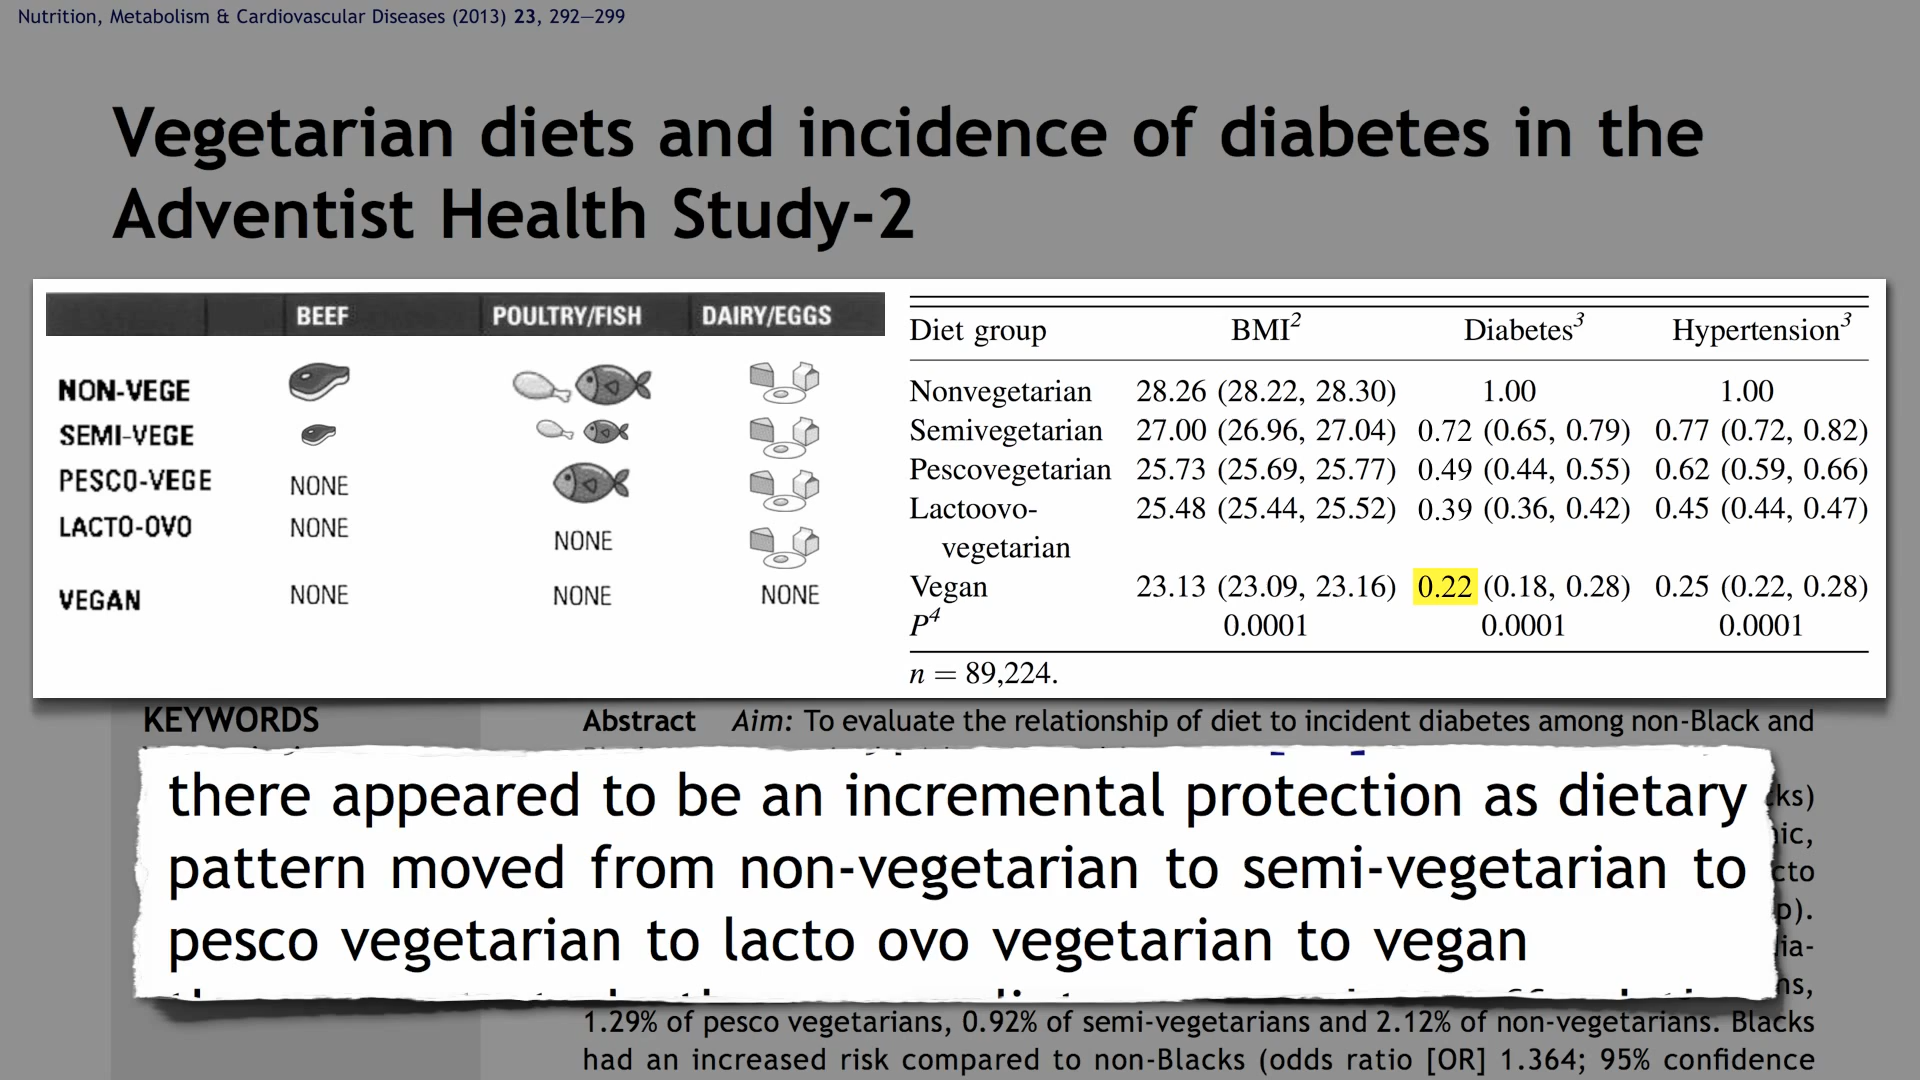 Nutrition, Metabolism & Cardiovascular Diseases (2013) 23, 292–299
Vegetarian diets and incidence of diabetes in the
Adventist Health Study-2
BEEF POULTRY/FISH DAIRY/EGGS
NON-VEGE
SEMI-VEGE
PESCO-VEGE NONE
LACTO-OVO NONE NONE
VEGAN NONE NONE NONE
Diet group BMI² Diabetes³ Hypertension³
Nonvegetarian 28.26 (28.22, 28.30) 1.00 1.00
Semivegetarian 27.00 (26.96, 27.04) 0.72 (0.65, 0.79) 0.77 (0.72, 0.82)
Pescovegetarian 25.73 (25.69, 25.77) 0.49 (0.44, 0.55) 0.62 (0.59, 0.66)
Lactoovo- 25.48 (25.44, 25.52) 0.39 (0.36, 0.42) 0.45 (0.44, 0.47)
vegetarian
Vegan 23.13 (23.09, 23.16) 0.22 (0.18, 0.28) 0.25 (0.22, 0.28)
P⁴ 0.0001 0.0001 0.0001
n = 89,224.
KEYWORDS
Abstract Aim: To evaluate the relationship of diet to incident diabetes among non-Black and
there appeared to be an incremental protection as dietary
pattern moved from non-vegetarian to semi-vegetarian to
pesco vegetarian to lacto ovo vegetarian to vegan
1.29% of pesco vegetarians, 0.92% of semi-vegetarians and 2.12% of non-vegetarians. Blacks
had an increased risk compared to non-Blacks (odds ratio [OR] 1.364; 95% confidence